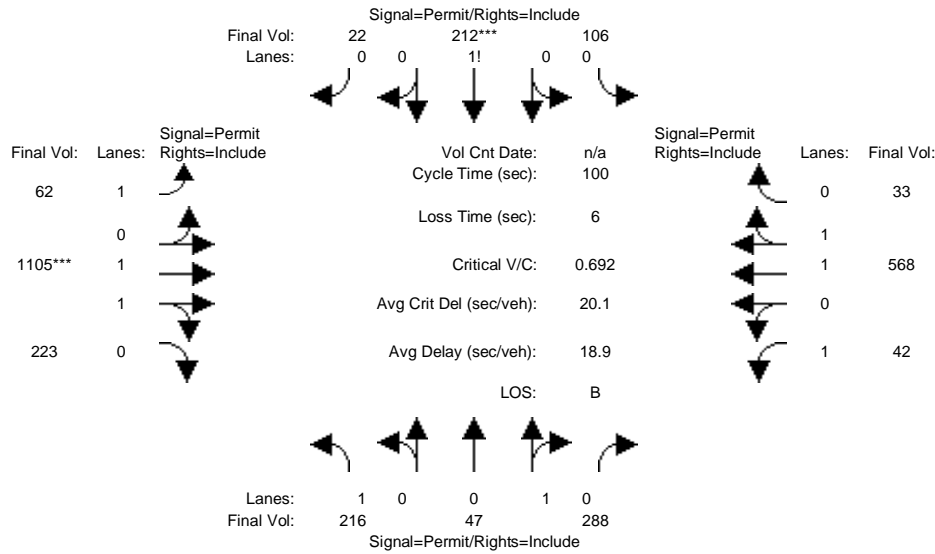 Signal=Permit/Rights=Include
Final Vol: 22 212*** 106
Lanes: 0 0 1! 0 0
Signal=Permit Signal=Permit
Final Vol: Lanes: Rights=Include Vol Cnt Date: n/a Rights=Include Lanes: Final Vol:
Cycle Time (sec): 100
62 1 0 33
Loss Time (sec): 6
0 1
1105*** 1 Critical V/C: 0.692 1 568
1 Avg Crit Del (sec/veh): 20.1 0
223 0 Avg Delay (sec/veh): 18.9 1 42
LOS: B
Lanes: 1 0 0 1 0
Final Vol: 216 47 288
Signal=Permit/Rights=Include